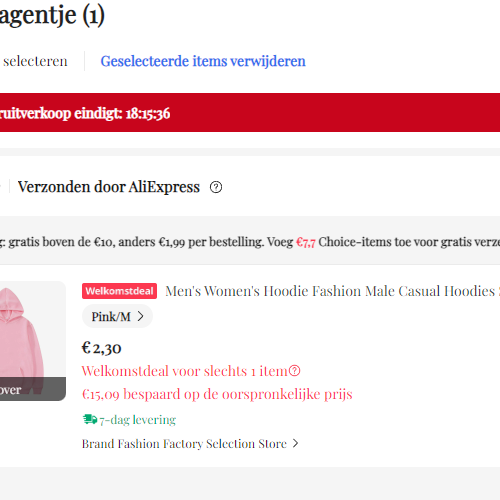 agentje (1)
selecteren Geselecteerde items verwijderen
ruitverkoop eindigt: 18:15:36
Verzonden door AliExpress
g: gratis boven de €10, anders €1,99 per bestelling. Voeg €7,7 Choice-items toe voor gratis verze
Welkomstdeal Men's Women's Hoodie Fashion Male Casual Hoodies
Pink/M
€2,30
Welkomstdeal voor slechts 1 item
over
€15,09 bespaard op de oorspronkelijke prijs
7-dag levering
Brand Fashion Factory Selection Store